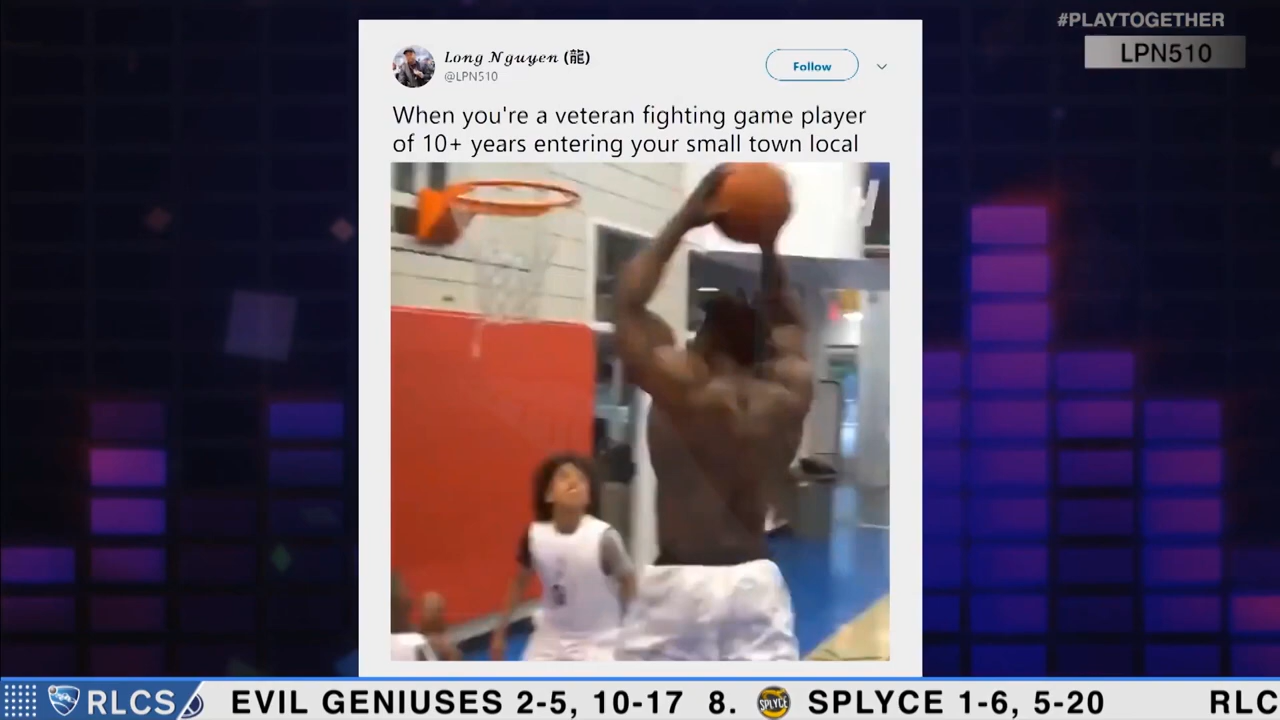 #PLAYTOGETHER
LPN510
𝓛𝓸𝓷𝓰 𝓝𝓰𝓾𝔂𝓮𝓷 (龍)
@LPN510
Follow
When you're a veteran fighting game player
of 10+ years entering your small town local
RLCS EVIL GENIUSES 2-5, 10-17 8. SPLYCE SPLYCE 1-6, 5-20 RLC